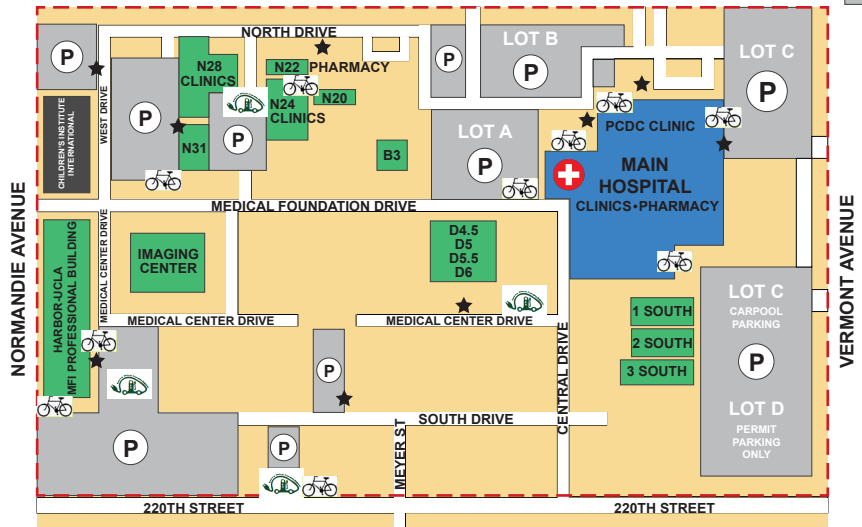 NORTH DRIVE
P
N28
CLINICS
N22
PHARMACY
N20
N24
CLINICS
N31
P
P
WEST DRIVE
CHILDREN'S INSTITUTE
INTERNATIONAL
B3
P
LOT B
P
LOT C
P
LOT A
P
PCDC CLINIC
MAIN
HOSPITAL
CLINICS•PHARMACY
MEDICAL FOUNDATION DRIVE
NORMANDIE AVENUE
VERMONT AVENUE
HARBOR-UCLA
MFI PROFESSIONAL BUILDING
MEDICAL CENTER DRIVE
IMAGING
CENTER
D4.5
D5
D5.5
D6
MEDICAL CENTER DRIVE
MEDICAL CENTER DRIVE
CENTRAL DRIVE
1 SOUTH
2 SOUTH
3 SOUTH
LOT C
CARPOOL
PARKING
P
LOT D
PERMIT
PARKING
ONLY
P
SOUTH DRIVE
MEYER ST
P
P
220TH STREET
220TH STREET